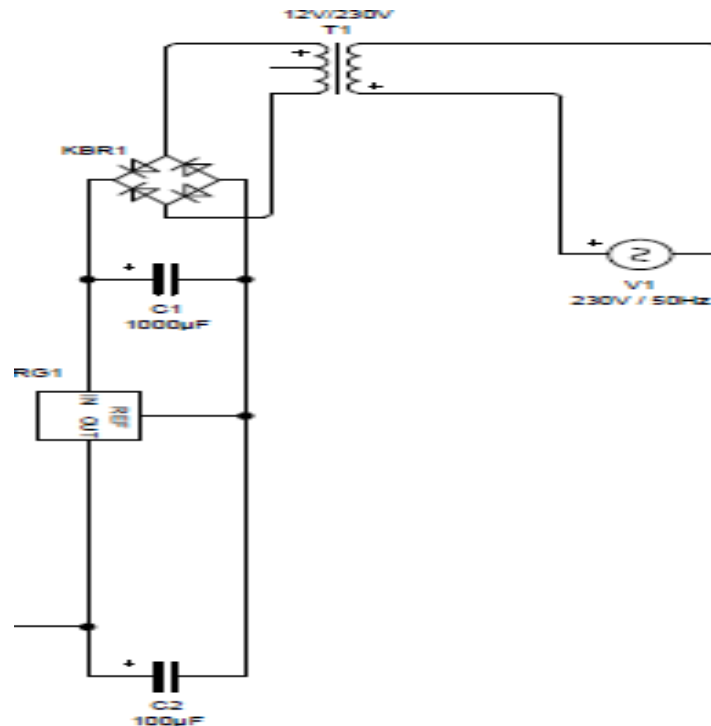 12V/230V
T1
KBR1
+
+
+
V1
230V / 50Hz
+
C1
1000µF
RG1
IN OUT
REF
+
C2
100µF